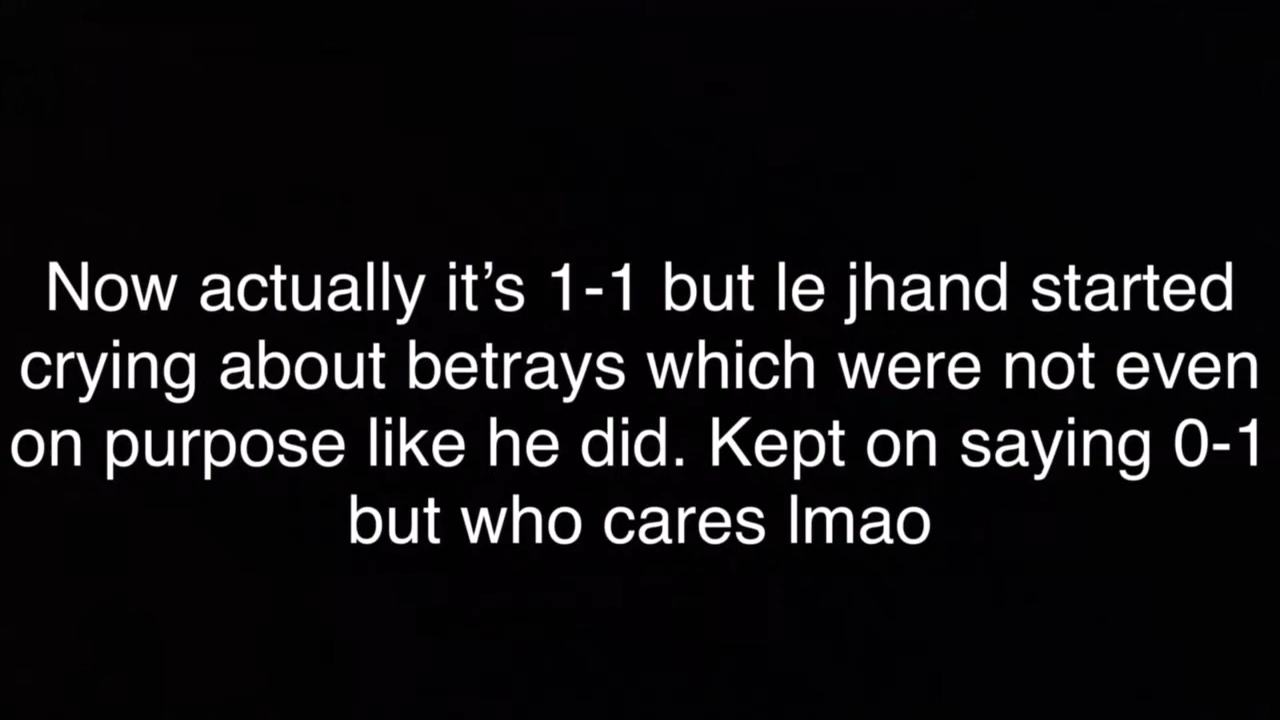 Now actually it’s 1-1 but le jhand started
crying about betrays which were not even
on purpose like he did. Kept on saying 0-1
but who cares lmao